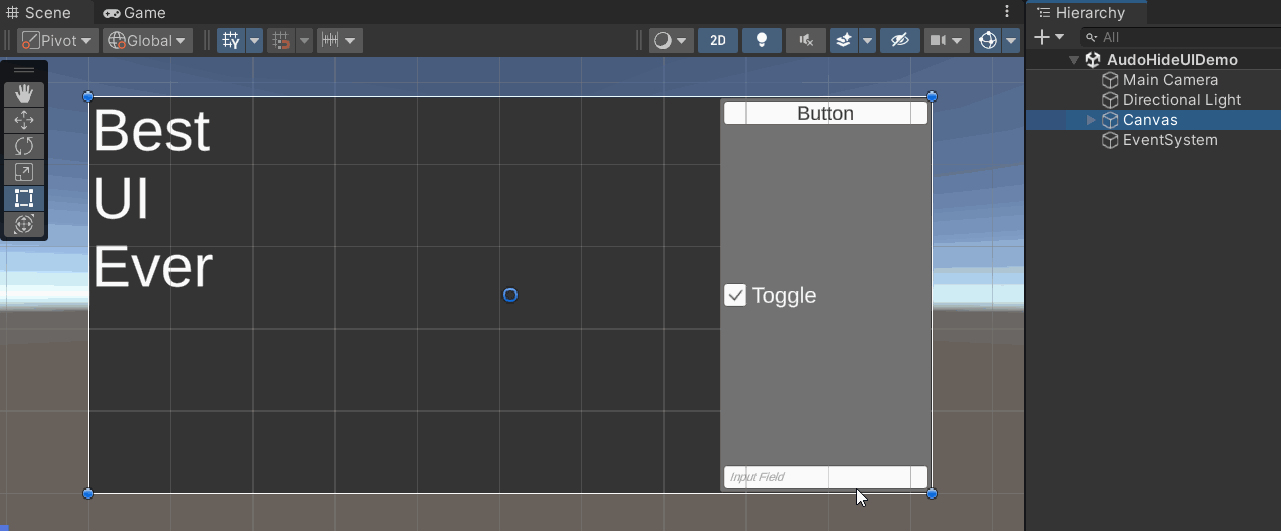 Scene Game Hierarchy
Pivot Global 2D All
AudoHideUIDemo
Main Camera
Directional Light
Canvas
EventSystem
Best
UI
Ever
Button
Toggle
Input Field